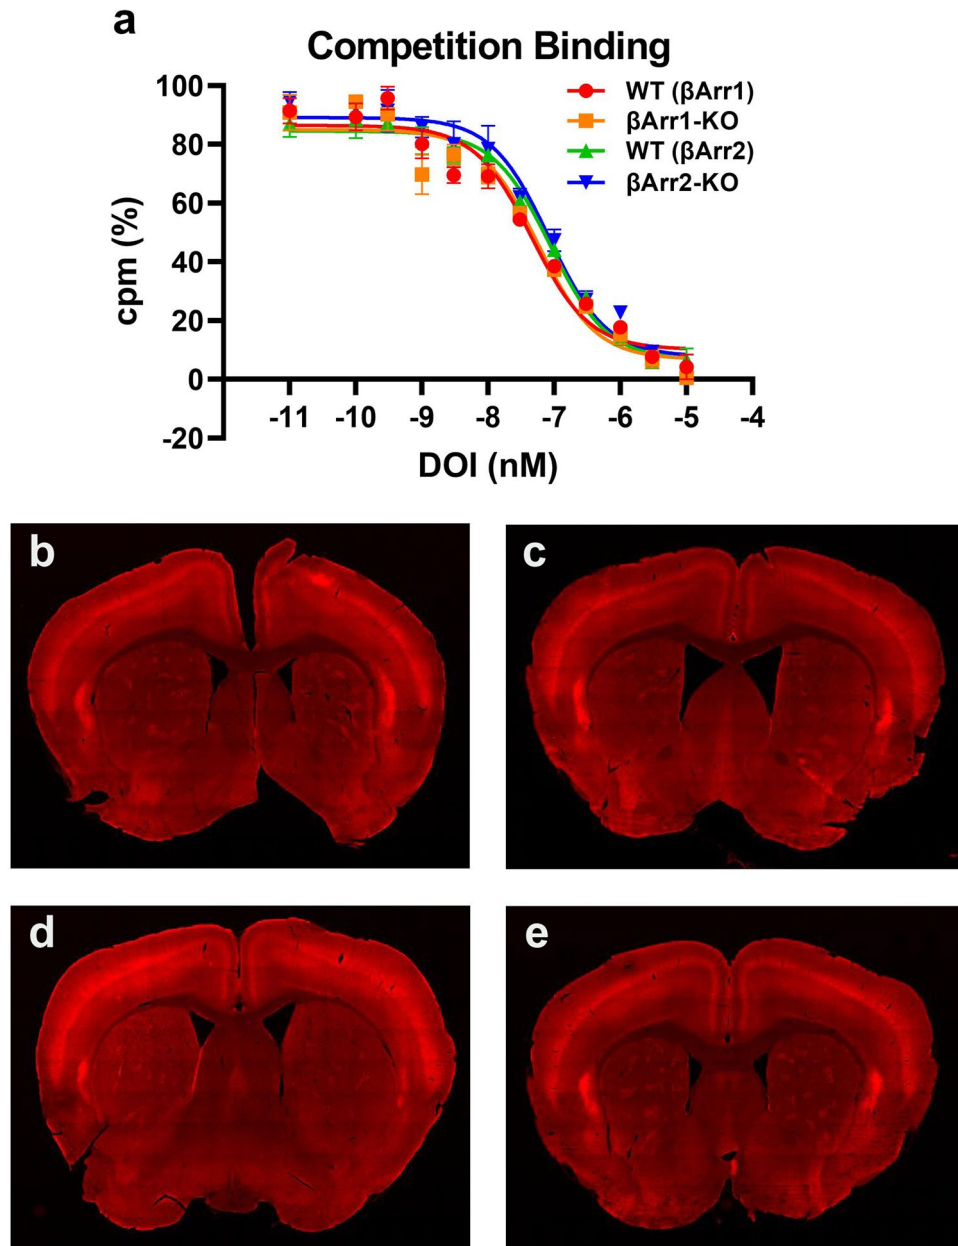 a
Competition Binding
100
80
60
40
20
0
-20
cpm (%)
WT (βArr1)
βArr1-KO
WT (βArr2)
βArr2-KO
-11 -10 -9 -8 -7 -6 -5 -4
DOI (nM)
b
c
d
e